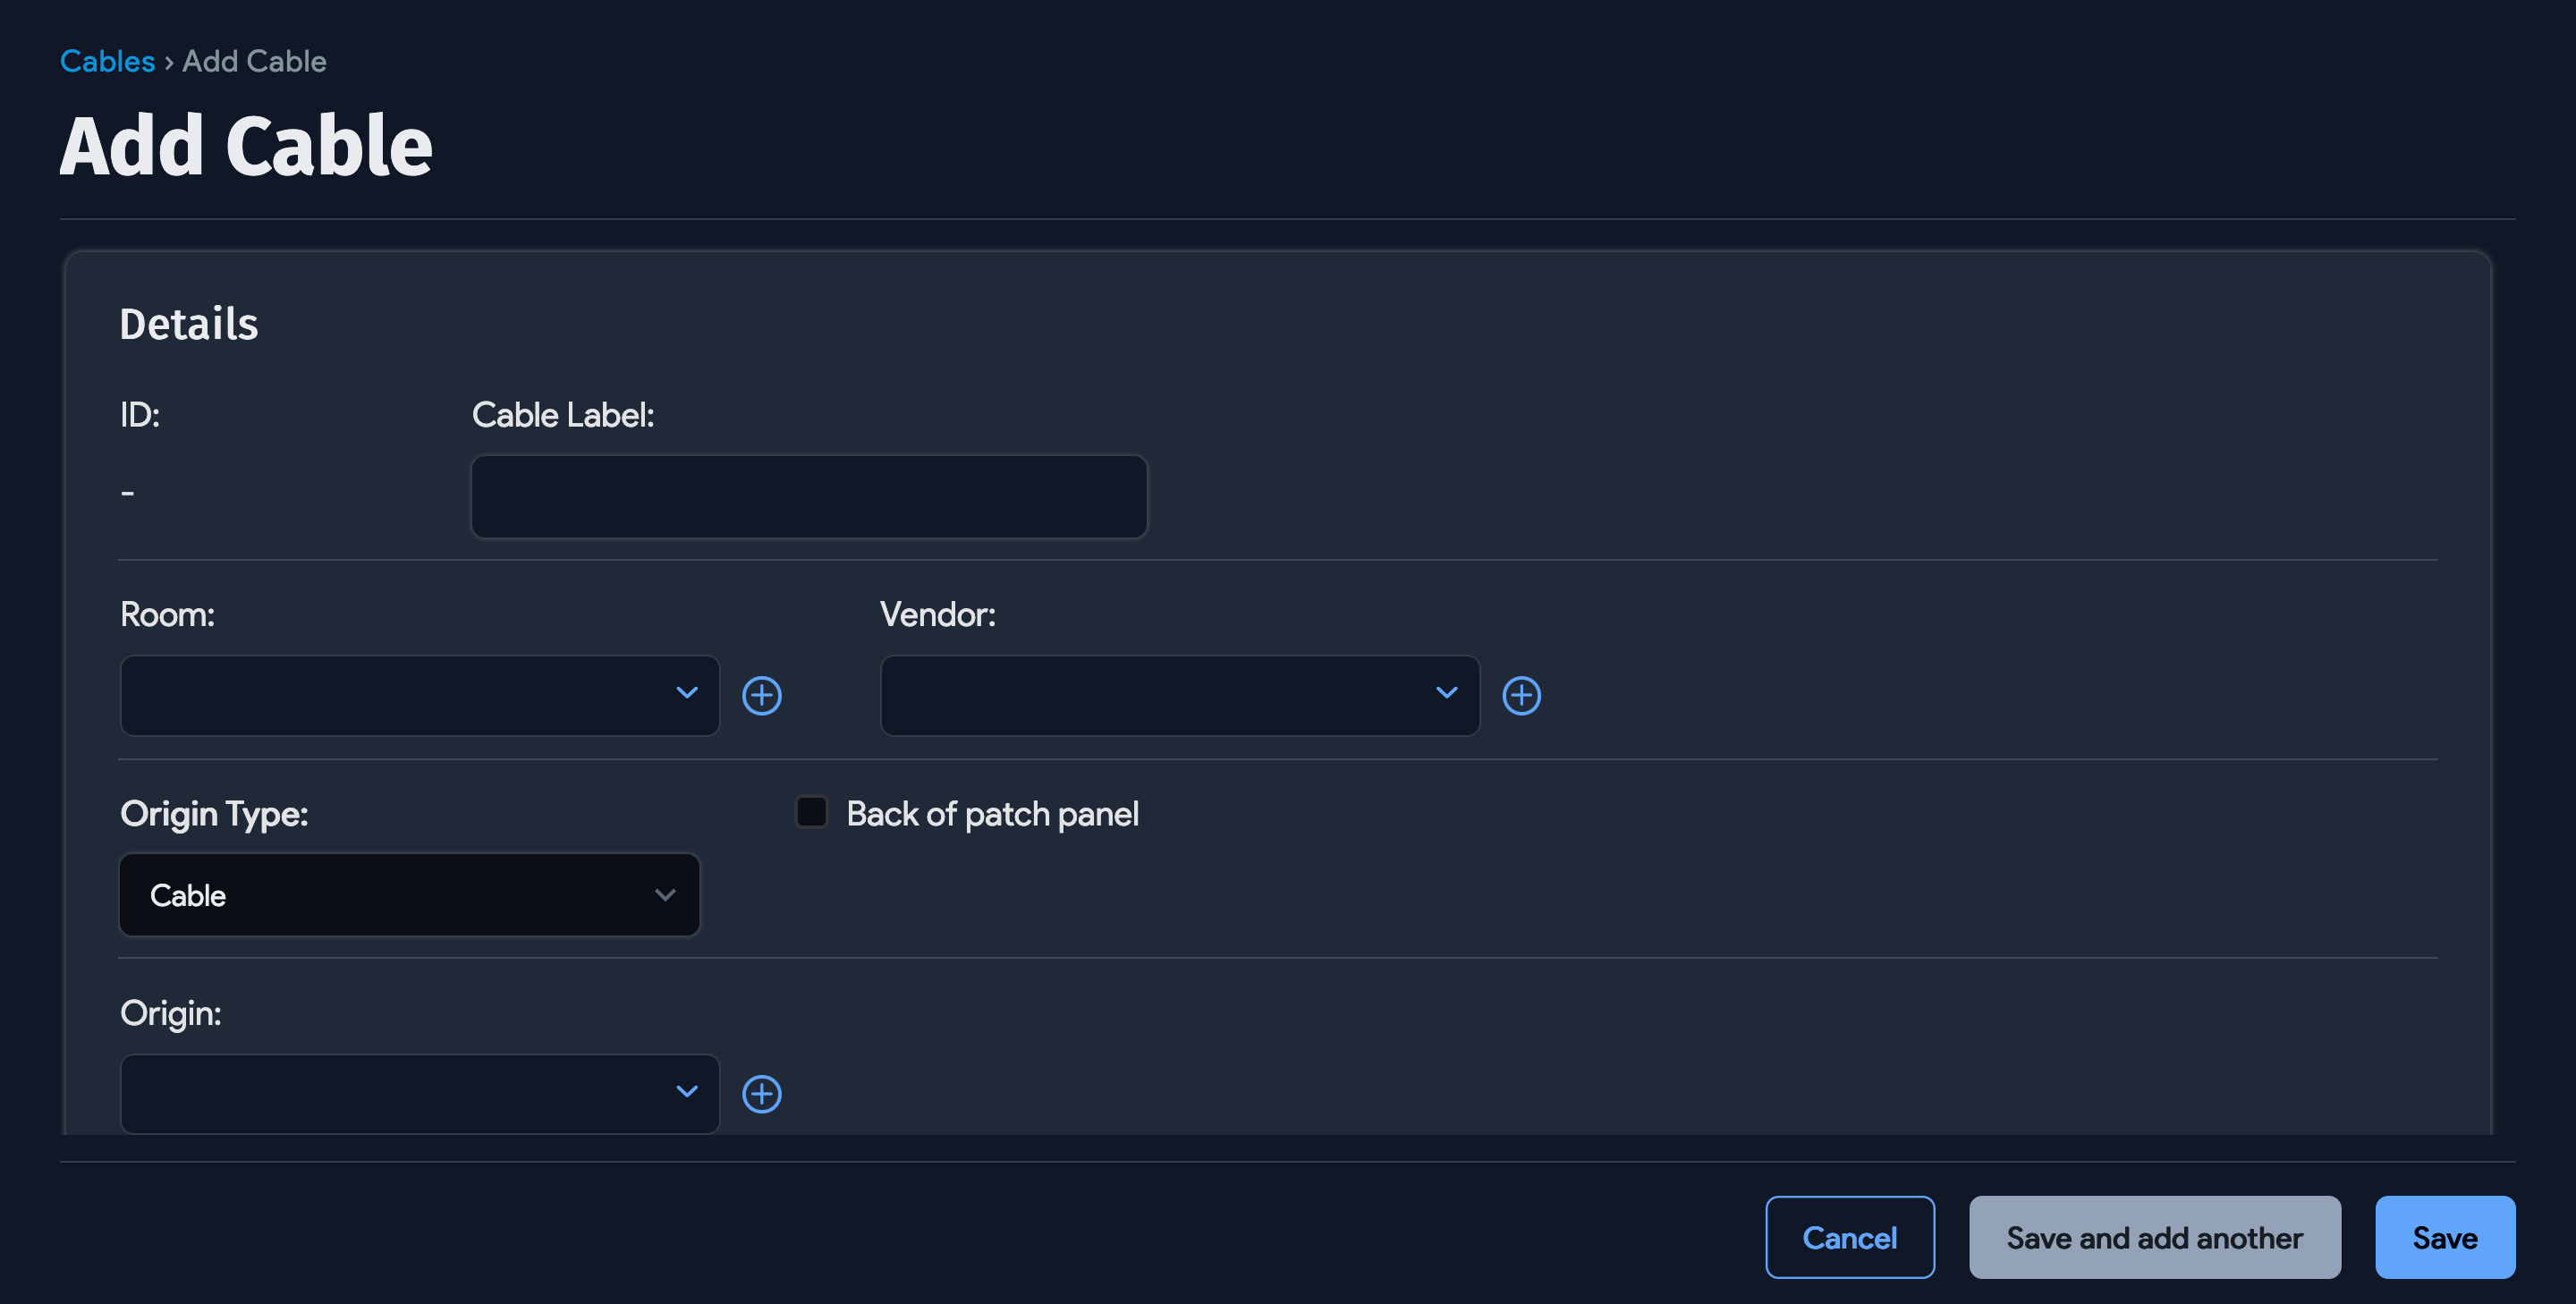 Cables › Add Cable
Add Cable
Details
ID: Cable Label:
-
Room: Vendor:
Origin Type: Back of patch panel
Cable
Origin:
Cancel Save and add another Save